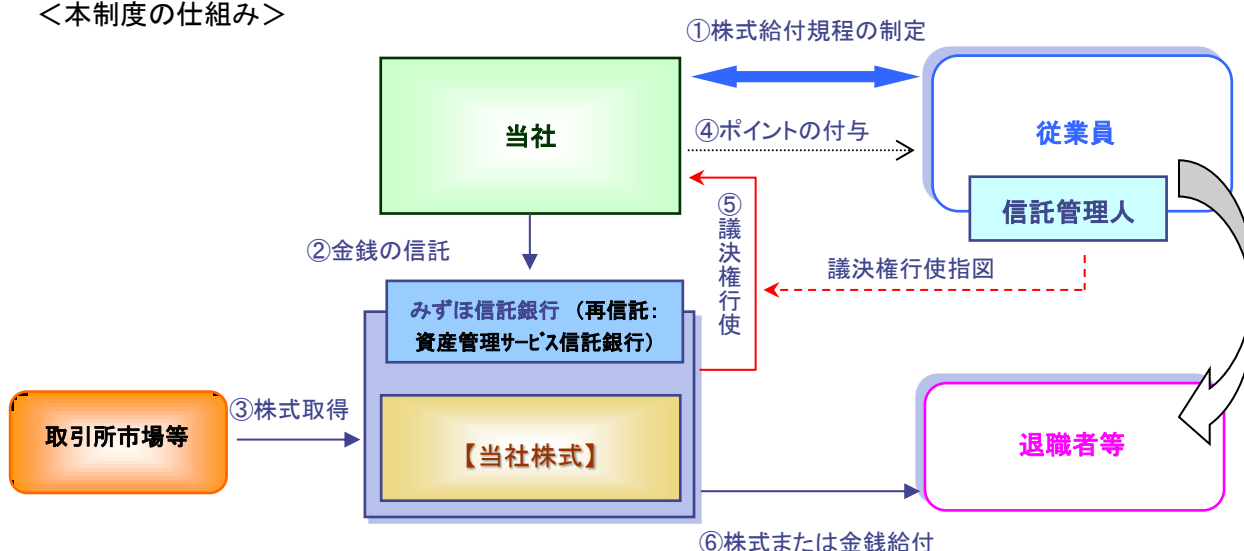 ＜本制度の仕組み＞
①株式給付規程の制定
当社
④ポイントの付与
従業員
信託管理人
②金銭の信託
⑤議決権行使
議決権行使指図
みずほ信託銀行 （再信託：
資産管理サービス信託銀行）
取引所市場等
③株式取得
【当社株式】
退職者等
⑥株式または金銭給付